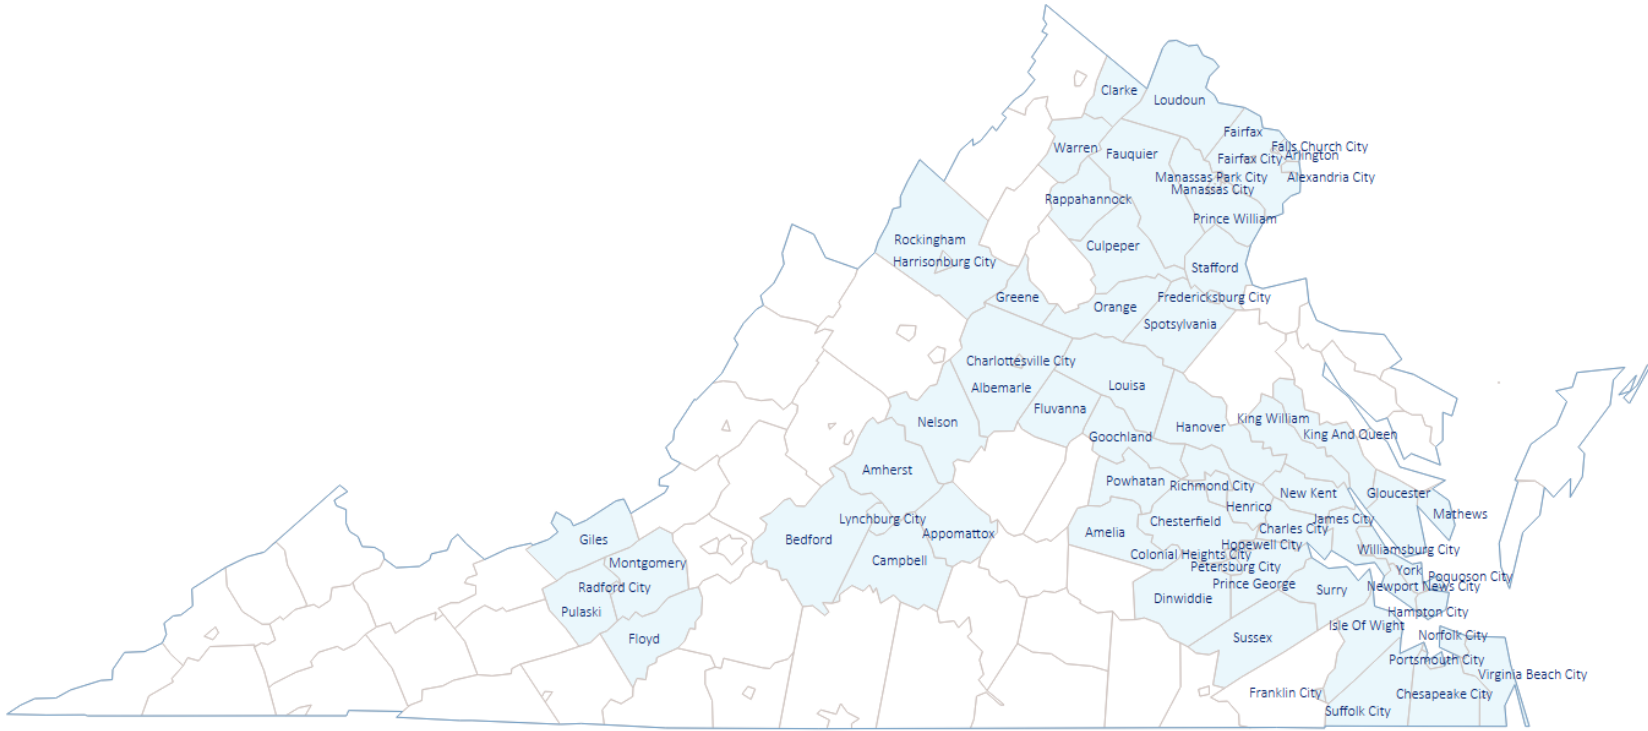 Clarke
Loudoun
Fairfax
Falls Church City
Warren
Fauquier
Fairfax City
Arlington
Manassas Park City
Alexandria City
Manassas City
Rappahannock
Prince William
Rockingham
Culpeper
Harrisonburg City
Stafford
Greene
Fredericksburg City
Orange
Spotsylvania
Charlottesville City
Albemarle
Louisa
Fluvanna
Nelson
King William
Hanover
King And Queen
Goochland
Amherst
Powhatan
Richmond City
New Kent
Gloucester
Henrico
Mathews
Lynchburg City
Chesterfield
James City
Charles City
Appomattox
Amelia
Bedford
Giles
Hopewell City
Williamsburg City
Colonial Heights City
Campbell
Montgomery
Petersburg City
York
Poquoson City
Radford City
Prince George
Newport News City
Surry
Dinwiddie
Pulaski
Hampton City
Isle Of Wight
Floyd
Sussex
Norfolk City
Portsmouth City
Virginia Beach City
Franklin City
Chesapeake City
Suffolk City